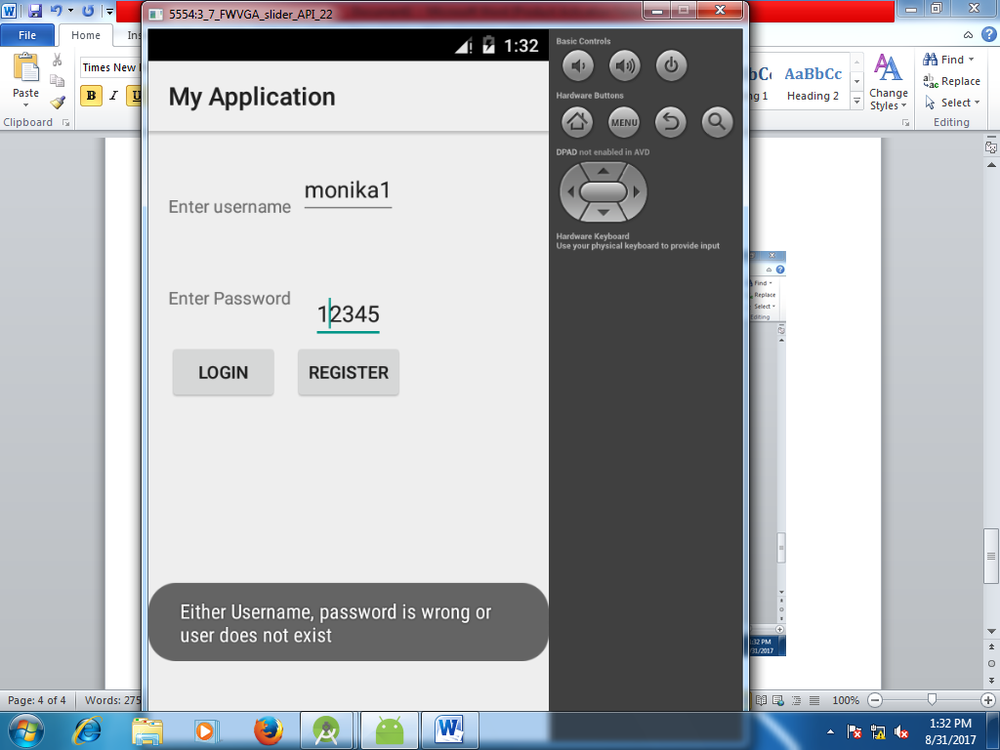 5554:3_7_FWVGA_slider_API_22
File
Home
Ins
Paste
Clipboard
Times New
B I U
1:32
My Application
Enter username
monika1
Enter Password
12345
LOGIN
REGISTER
Either Username, password is wrong or
user does not exist
Basic Controls
Hardware Buttons
MENU
DPAD not enabled in AVD
Hardware Keyboard
Use your physical keyboard to provide input
AaBbCc
ng 1
Heading 2
Change
Styles
Find
Replace
Select
Editing
Find
Replace
Select
Editing
:32 PM
/31/2017
Page: 4 of 4
Words: 275
100%
1:32 PM
8/31/2017